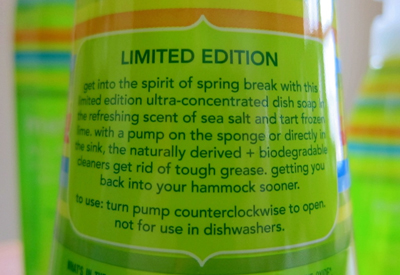 LIMITED EDITION
get into the spirit of spring break with this
limited edition ultra-concentrated dish soap in
the refreshing scent of sea salt and tart frozen
lime. with a pump on the sponge or directly in
the sink, the naturally derived + biodegradable
cleaners get rid of tough grease. getting you
back into your hammock sooner.
to use: turn pump counterclockwise to open.
not for use in dishwashers.